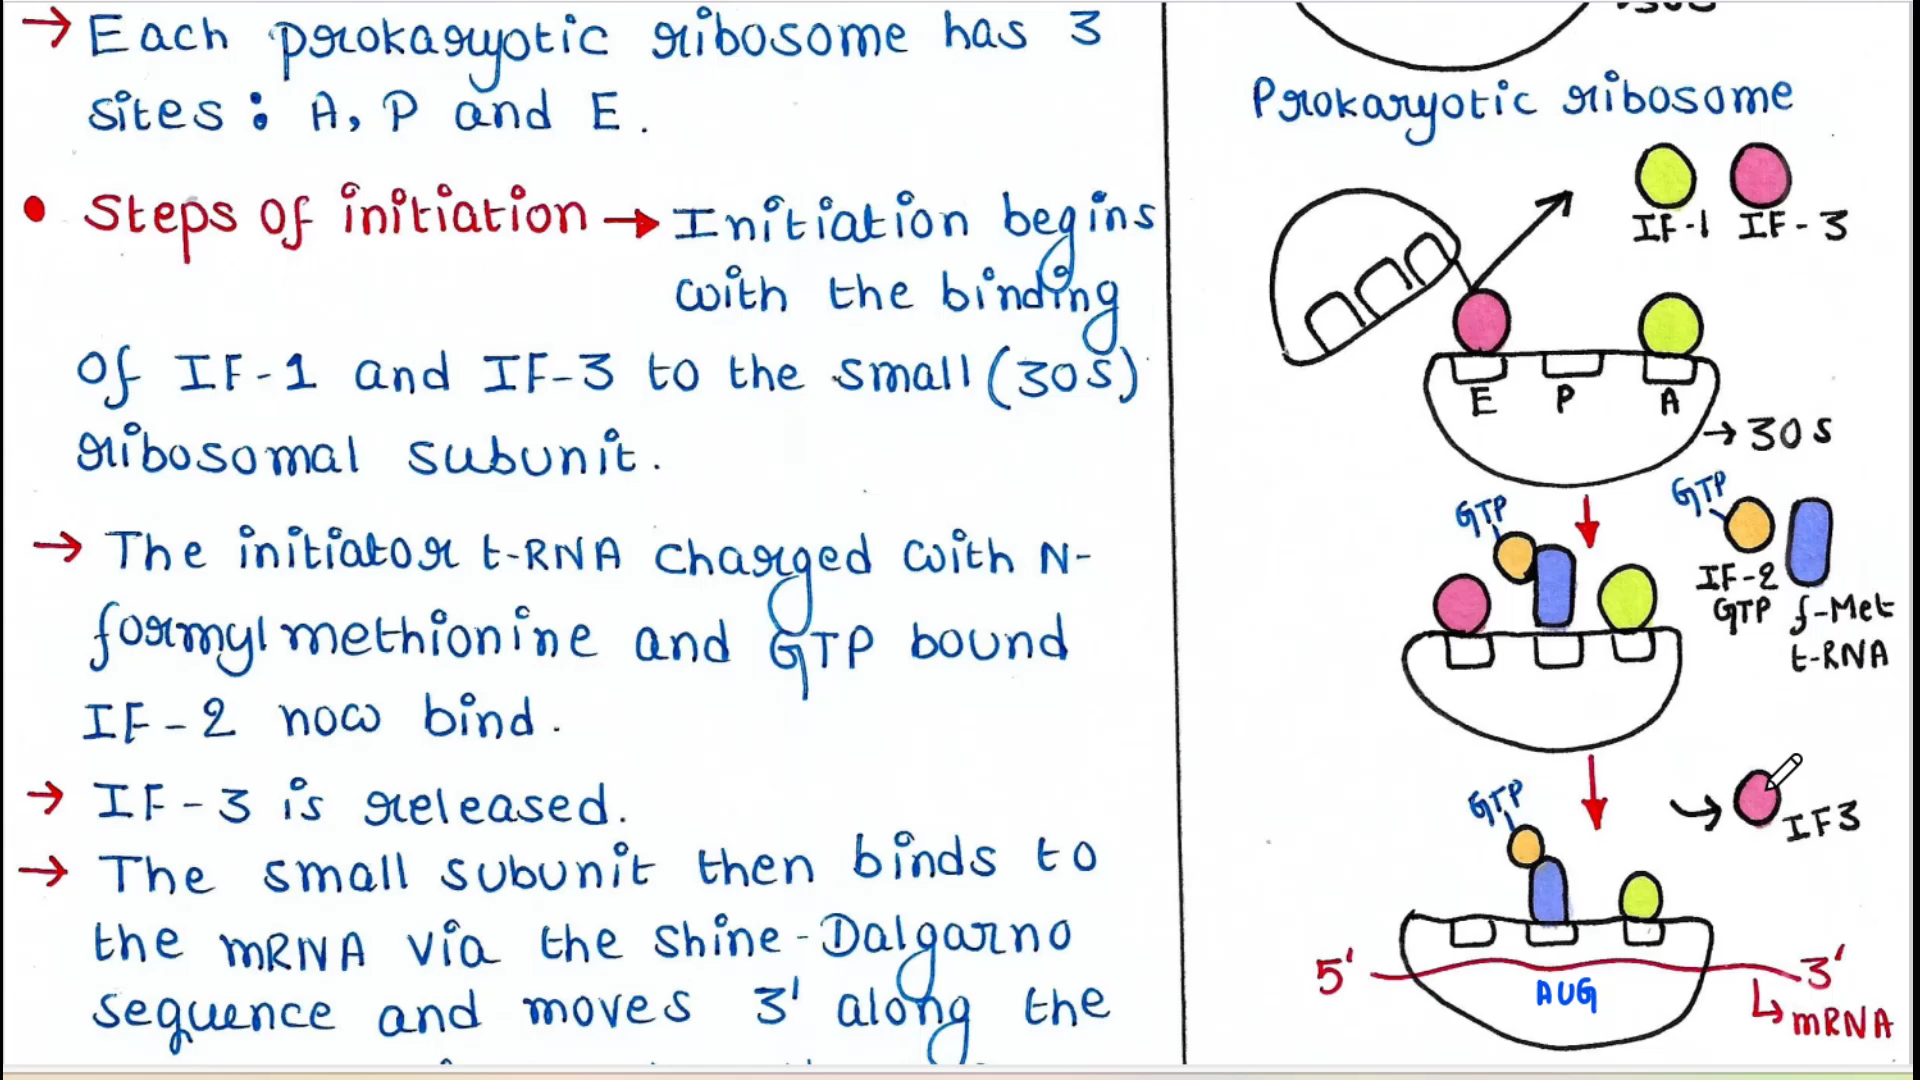 → Each prokaryotic ribosome has 3
sites : A, P and E.
• Steps of initiation → Initiation begins
with the binding
of IF-1 and IF-3 to the small (30S)
ribosomal subunit.
→ The initiator t-RNA charged with N-
formyl methionine and GTP bound
IF-2 now bind.
→ IF-3 is released.
→ The small subunit then binds to
the mRNA via the shine-Dalgarno
sequence and moves 3' along the
Prokaryotic ribosome
IF-1 IF-3
E P A
→ 30S
GTP
GTP
IF-2
GTP
f-Met
t-RNA
GTP
IF3
5' 3'
AUG
mRNA